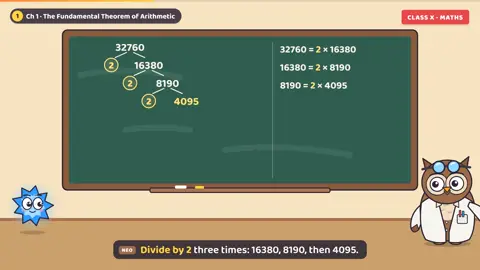 1 Ch 1 - The Fundamental Theorem of Arithmetic
CLASS X - MATHS
32760
2 16380
2 8190
2 4095
32760 = 2 × 16380
16380 = 2 × 8190
8190 = 2 × 4095
NEO Divide by 2 three times: 16380, 8190, then 4095.